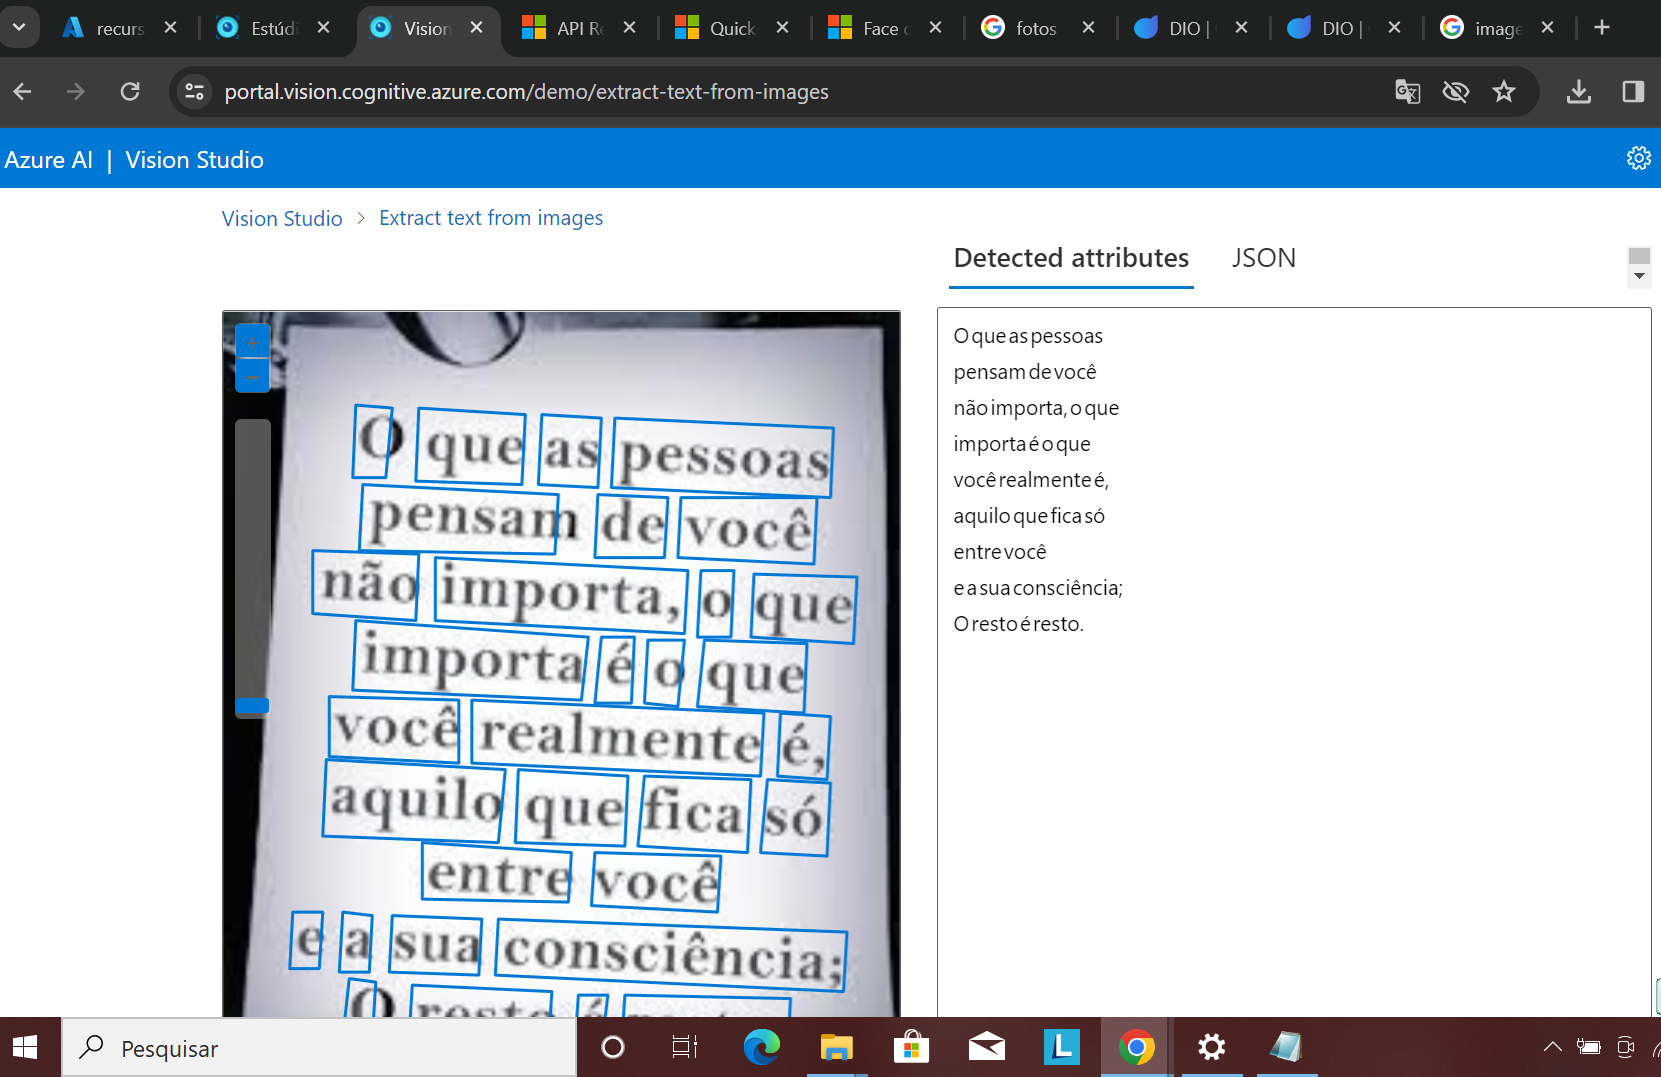 recurs
Estúdi
Vision
API Re
Quick
Face c
fotos
DIO |
DIO |
image
portal.vision.cognitive.azure.com/demo/extract-text-from-images
Azure AI | Vision Studio
Vision Studio > Extract text from images
Detected attributes
JSON
+
−
O que as pessoas
pensam de você
não importa, o que
importa é o que
você realmente é,
aquilo que fica só
entre você
e a sua consciência;
O resto é
O que as pessoas
pensam de você
não importa, o que
importa é o que
você realmente é,
aquilo que fica só
entre você
e a sua consciência;
O resto é resto.
Pesquisar